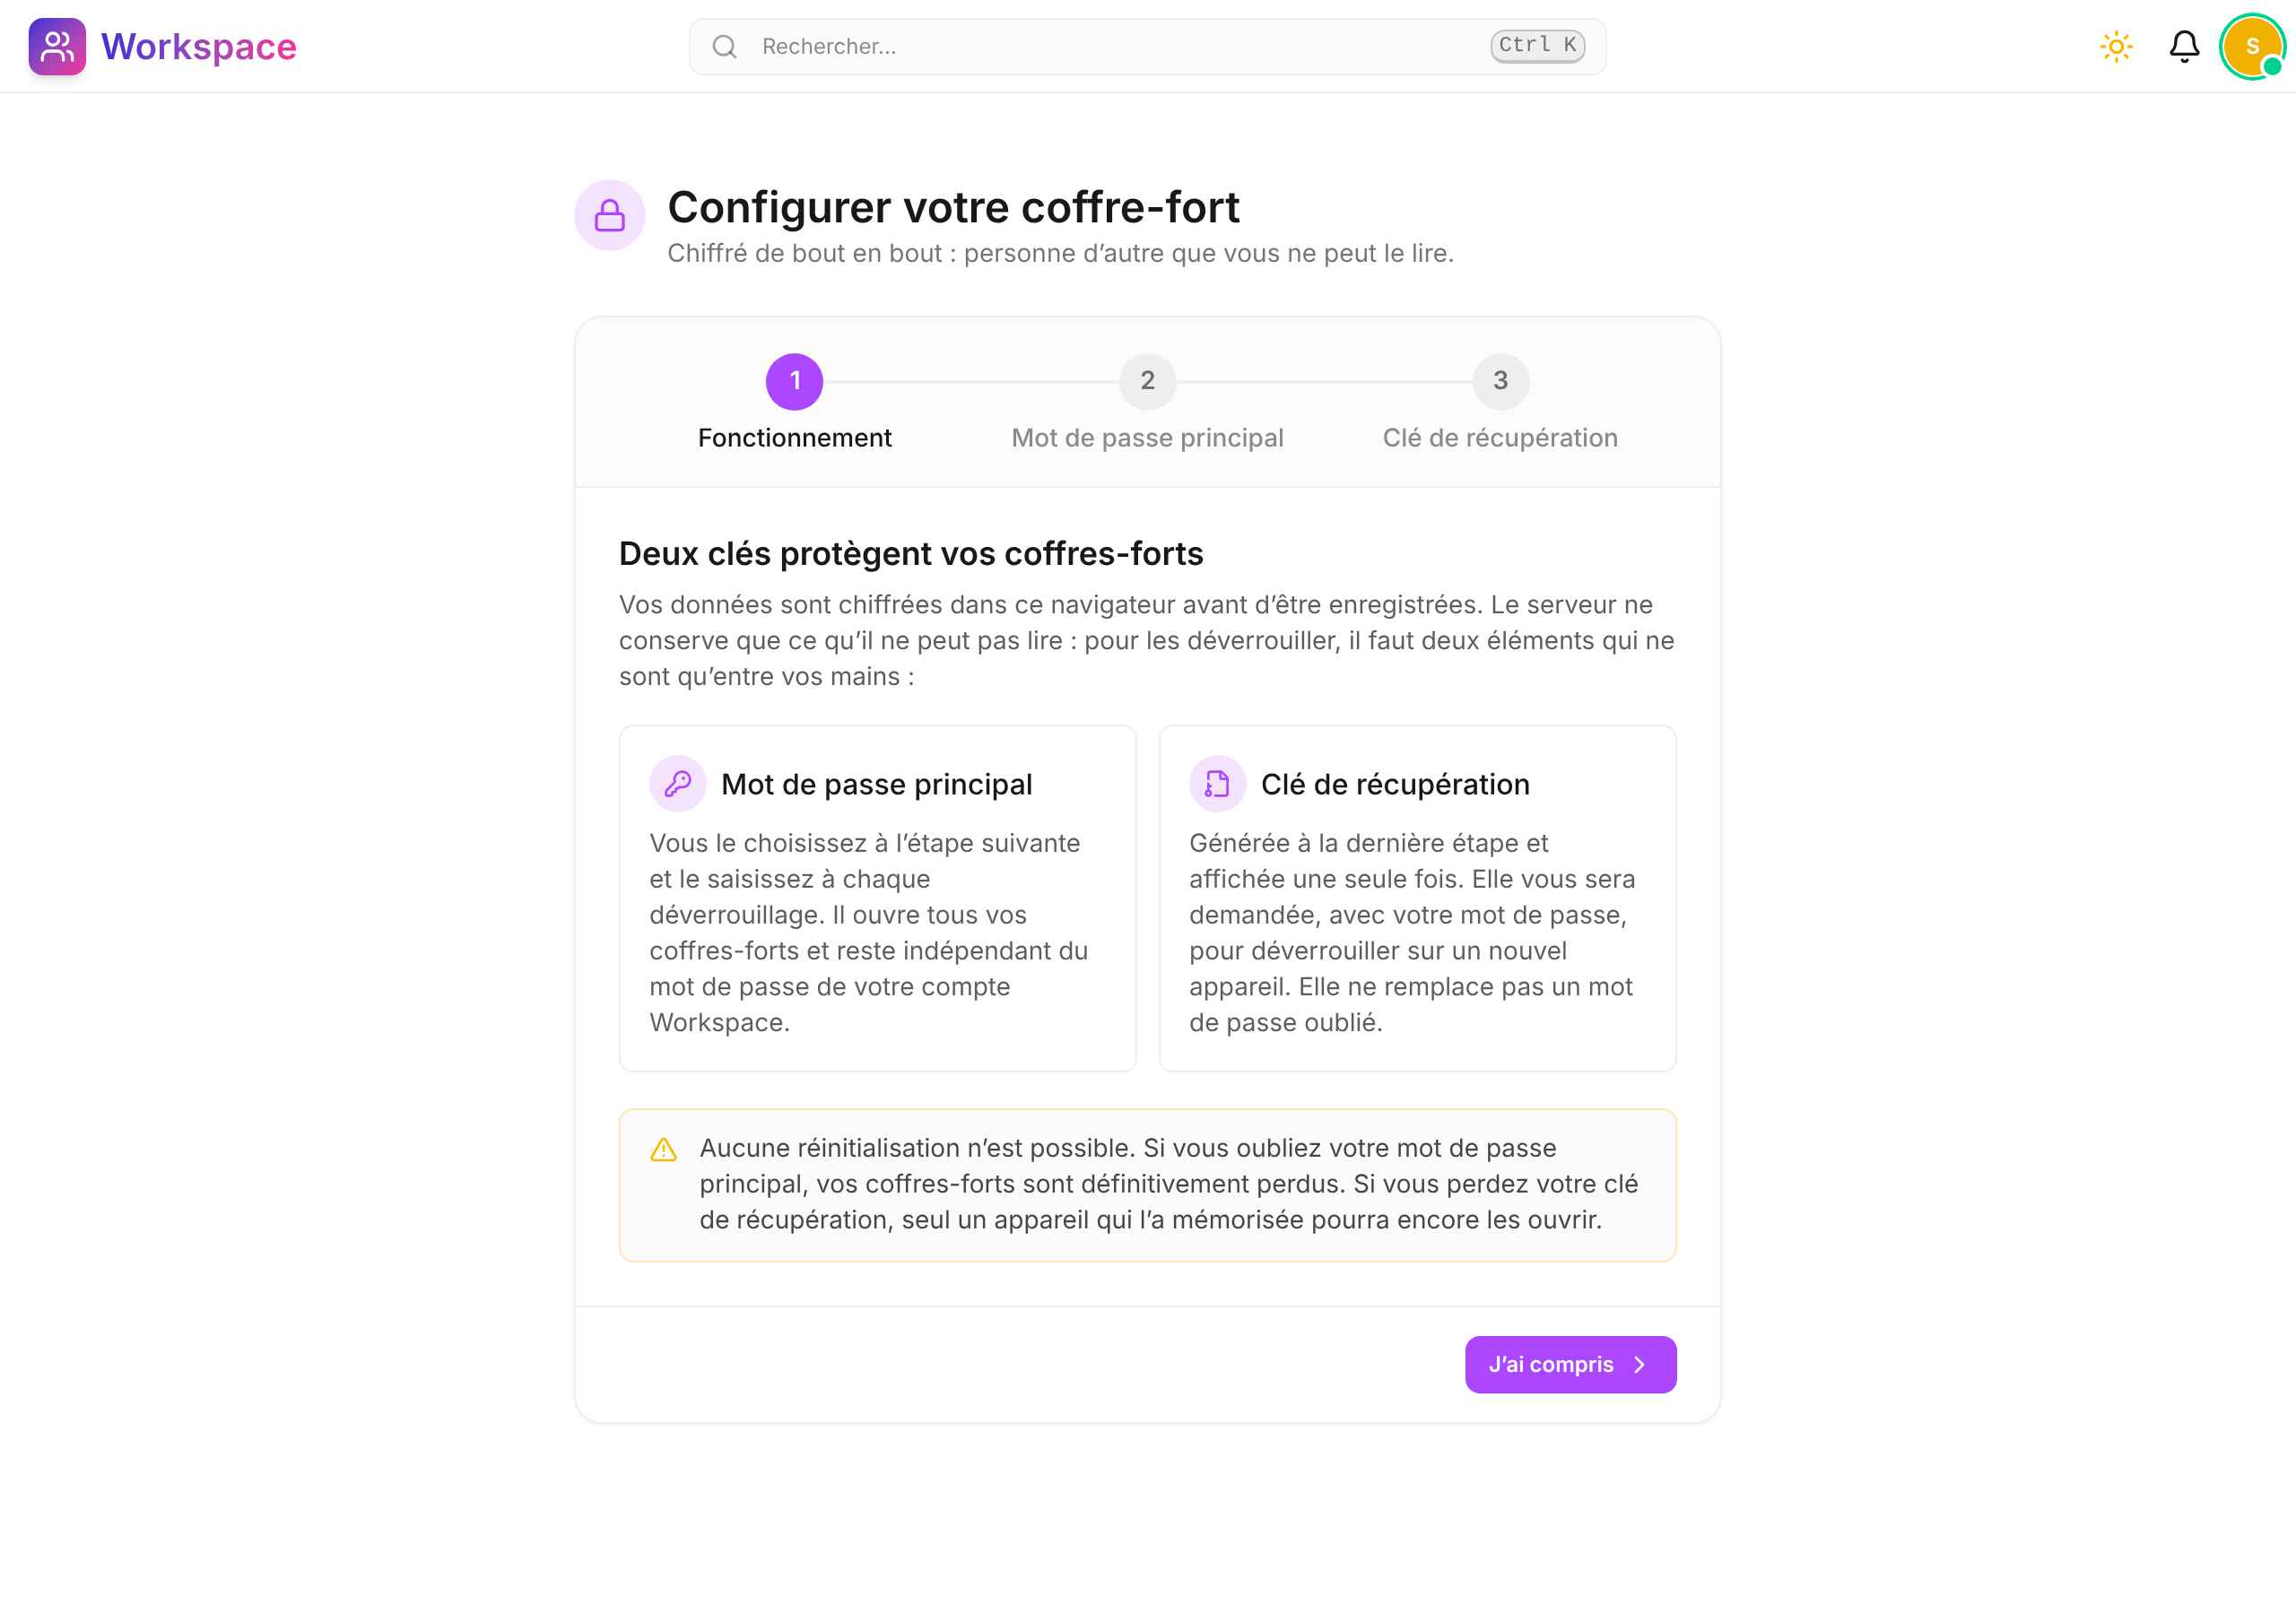 Workspace
Rechercher...
Ctrl K
S
Configurer votre coffre-fort
Chiffré de bout en bout : personne d’autre que vous ne peut le lire.
1
2
3
Fonctionnement
Mot de passe principal
Clé de récupération
Deux clés protègent vos coffres-forts
Vos données sont chiffrées dans ce navigateur avant d’être enregistrées. Le serveur ne
conserve que ce qu’il ne peut pas lire : pour les déverrouiller, il faut deux éléments qui ne
sont qu’entre vos mains :
Mot de passe principal
Vous le choisissez à l’étape suivante
et le saisissez à chaque
déverrouillage. Il ouvre tous vos
coffres-forts et reste indépendant du
mot de passe de votre compte
Workspace.
Clé de récupération
Générée à la dernière étape et
affichée une seule fois. Elle vous sera
demandée, avec votre mot de passe,
pour déverrouiller sur un nouvel
appareil. Elle ne remplace pas un mot
de passe oublié.
Aucune réinitialisation n’est possible. Si vous oubliez votre mot de passe
principal, vos coffres-forts sont définitivement perdus. Si vous perdez votre clé
de récupération, seul un appareil qui l’a mémorisée pourra encore les ouvrir.
J’ai compris